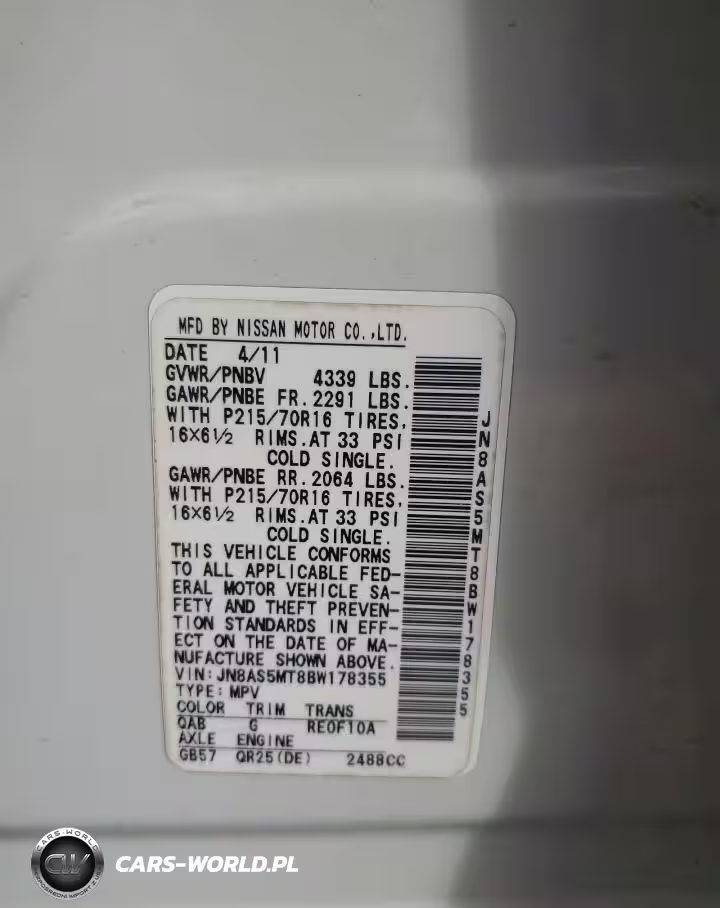 MFD BY NISSAN MOTOR CO.,LTD.
DATE 4/11
GVWR/PNBV 4339 LBS.
GAWR/PNBE FR. 2291 LBS.
WITH P215/70R16 TIRES,
16X6½ RIMS. AT 33 PSI
COLD SINGLE.
GAWR/PNBE RR. 2064 LBS.
WITH P215/70R16 TIRES,
16X6½ RIMS. AT 33 PSI
COLD SINGLE.
THIS VEHICLE CONFORMS
TO ALL APPLICABLE FED-
ERAL MOTOR VEHICLE SA-
FETY AND THEFT PREVEN-
TION STANDARDS IN EFF-
ECT ON THE DATE OF MA-
NUFACTURE SHOWN ABOVE.
VIN: JN8AS5MT8BW178355
TYPE: MPV
COLOR TRIM TRANS
QAB G RE0F10A
AXLE ENGINE
GB57 QR25(DE) 2488CC
JN8AS5MT8BW178355
CARS-WORLD
CW
CARS-WORLD.PL